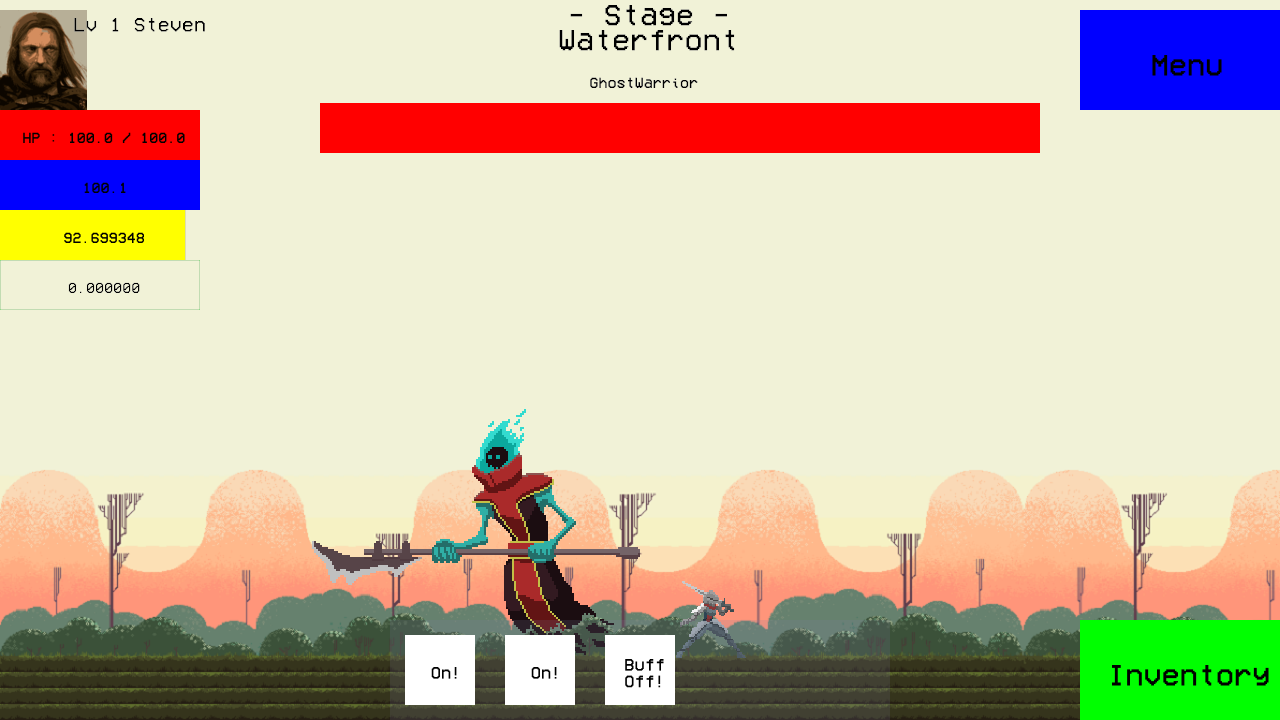 Lv 1 Steven
- Stage -
Waterfront
GhostWarrior
Menu
HP : 100.0 / 100.0
100.1
92.699348
0.000000
On!
On!
Buff
Off!
Inventory